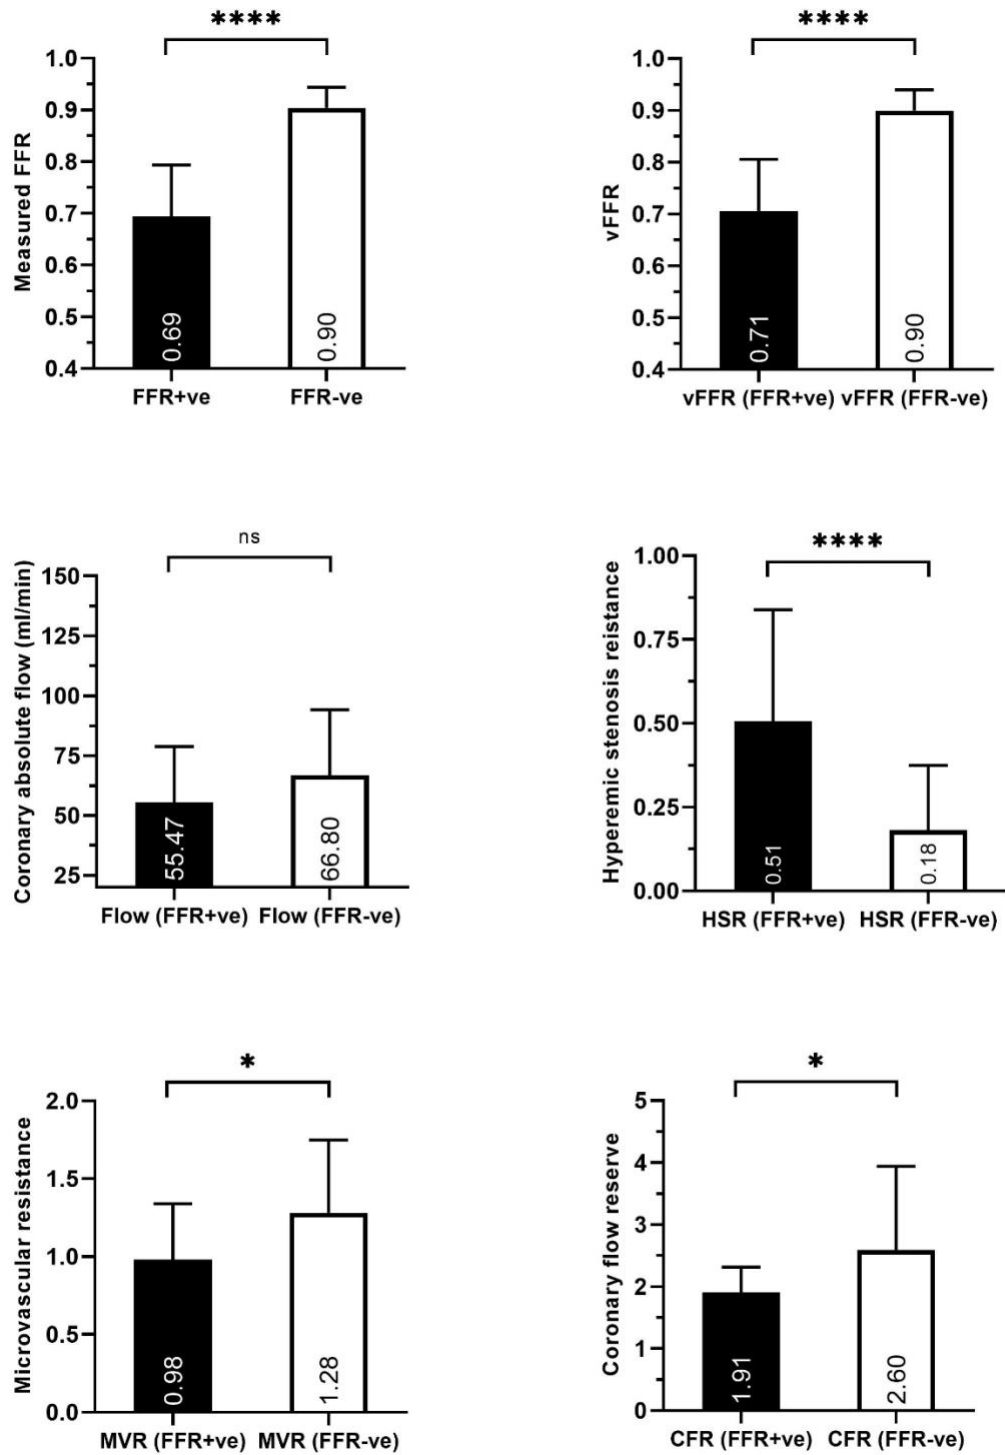 ****
Measured FFR
1.0
0.9
0.8
0.7
0.6
0.5
0.4
0.69
0.90
FFR+ve
FFR-ve
****
vFFR
1.0
0.9
0.8
0.7
0.6
0.5
0.4
0.71
0.90
vFFR (FFR+ve)
vFFR (FFR-ve)
ns
Coronary absolute flow (ml/min)
150
125
100
75
50
25
55.47
66.80
Flow (FFR+ve)
Flow (FFR-ve)
****
Hyperemic stenosis reistance
1.00
0.75
0.50
0.25
0.00
0.51
0.18
HSR (FFR+ve)
HSR (FFR-ve)
*
Microvascular resistance
2.0
1.5
1.0
0.5
0.0
0.98
1.28
MVR (FFR+ve)
MVR (FFR-ve)
*
Coronary flow reserve
5
4
3
2
1
0
1.91
2.60
CFR (FFR+ve)
CFR (FFR-ve)